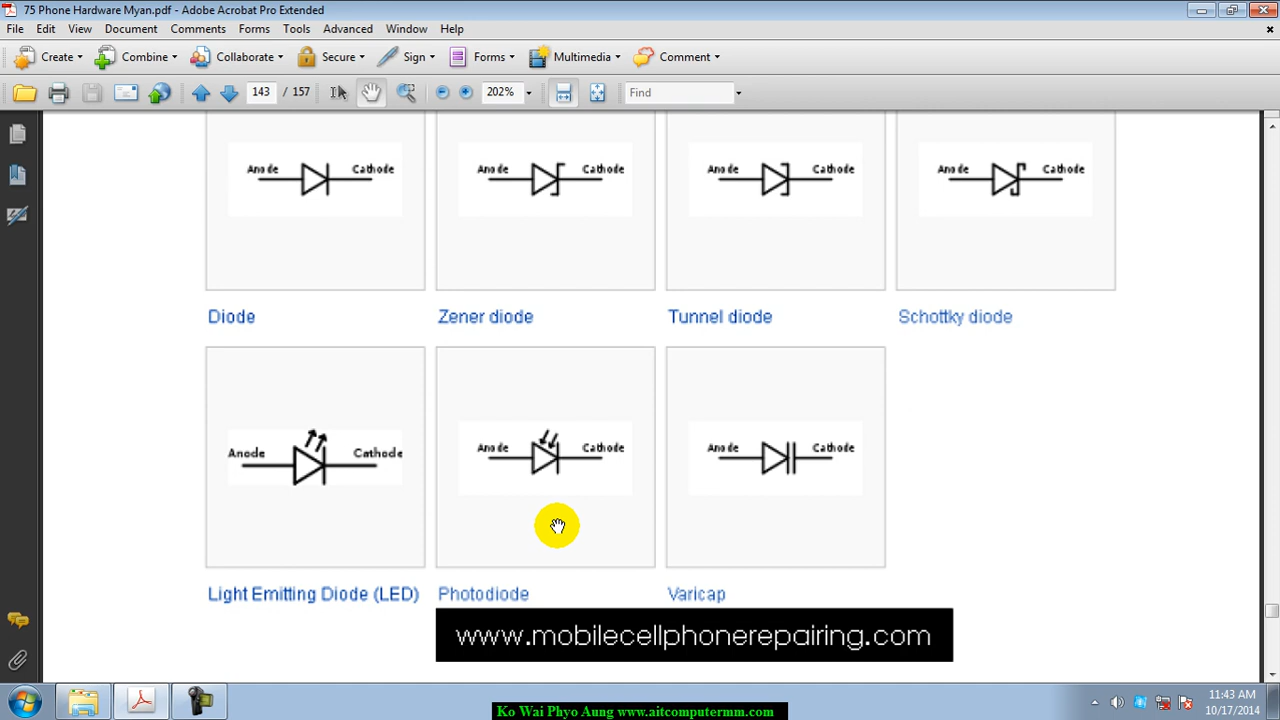 75 Phone Hardware Myan.pdf - Adobe Acrobat Pro Extended
File Edit View Document Comments Forms Tools Advanced Window Help
Create Combine Collaborate Secure Sign Forms Multimedia Comment
143 / 157 202% Find
Anode Cathode Anode Cathode Anode Cathode Anode Cathode
Diode Zener diode Tunnel diode Schottky diode
Anode Cathode Anode Cathode Anode Cathode
Light Emitting Diode (LED) Photodiode Varicap
www.mobilecellphonerepairing.com
11:43 AM
10/17/2014
Ko Wai Phyo Aung www.aitcomputermm.com